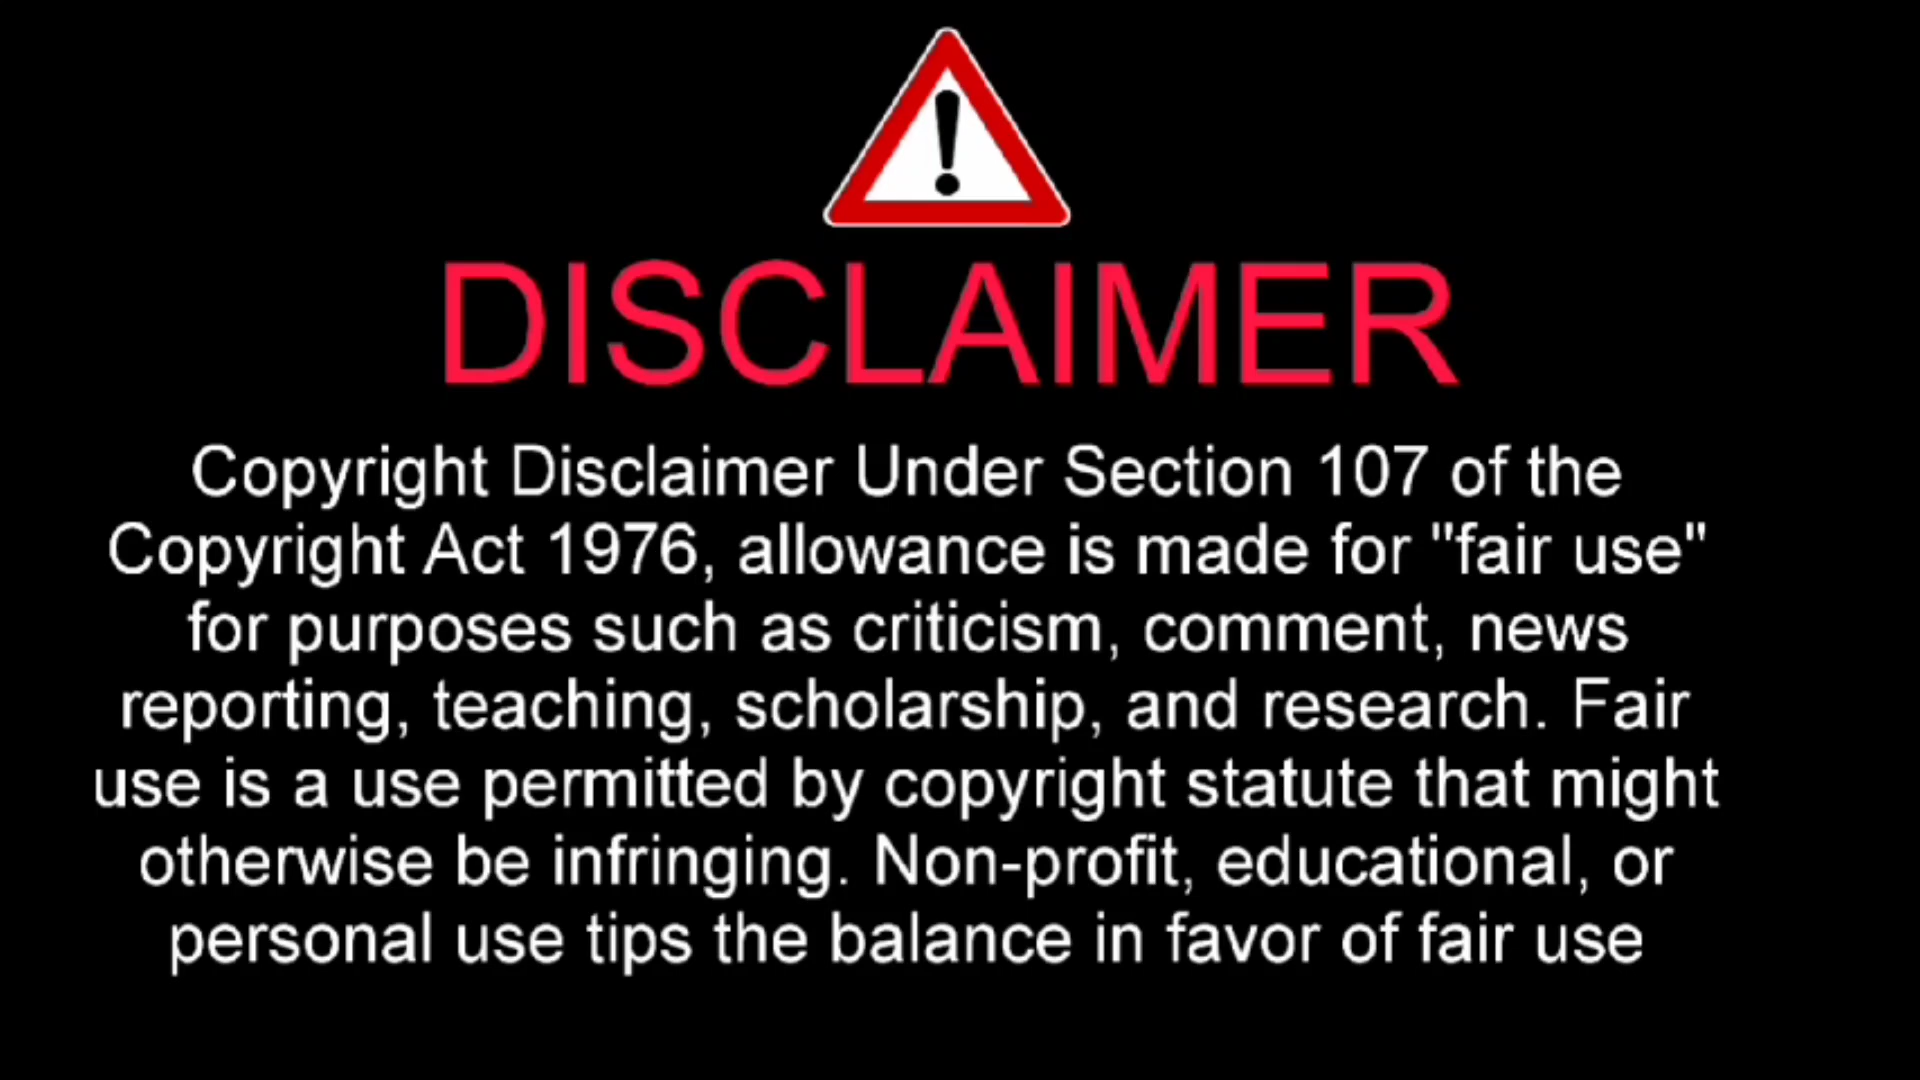 DISCLAIMER
Copyright Disclaimer Under Section 107 of the
Copyright Act 1976, allowance is made for "fair use"
for purposes such as criticism, comment, news
reporting, teaching, scholarship, and research. Fair
use is a use permitted by copyright statute that might
otherwise be infringing. Non-profit, educational, or
personal use tips the balance in favor of fair use